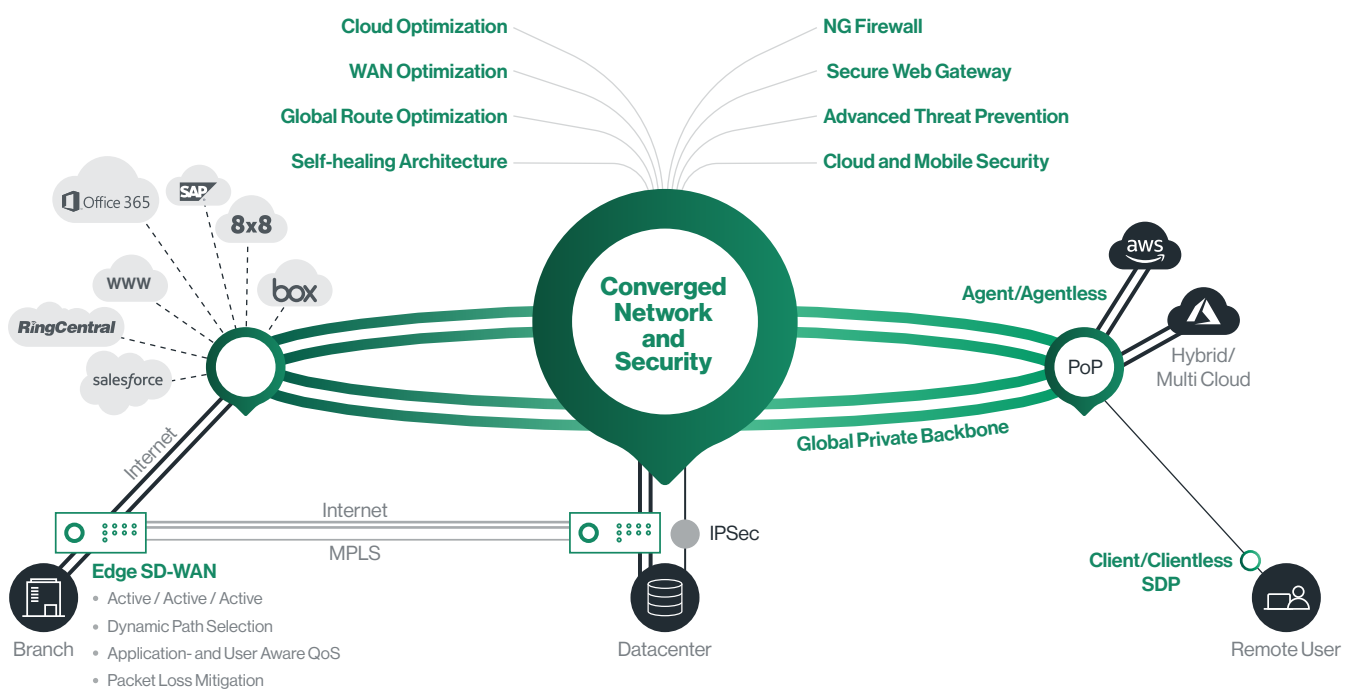 Cloud Optimization
WAN Optimization
Global Route Optimization
Self-healing Architecture
NG Firewall
Secure Web Gateway
Advanced Threat Prevention
Cloud and Mobile Security
Office 365
SAP
8x8
www
box
RingCentral
salesforce
Converged
Network
and
Security
aws
Agent/Agentless
PoP
Hybrid/
Multi Cloud
Global Private Backbone
Internet
Internet
MPLS
IPSec
Edge SD-WAN
• Active / Active / Active
• Dynamic Path Selection
• Application- and User Aware QoS
• Packet Loss Mitigation
Branch
Datacenter
Client/Clientless
SDP
Remote User